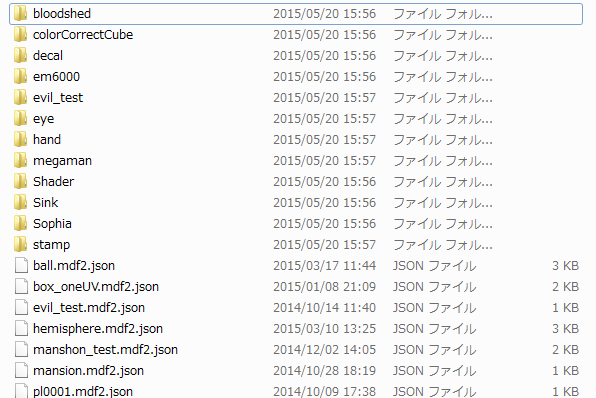 bloodshed 2015/05/20 15:56 ファイル フォル...
colorCorrectCube 2015/05/20 15:56 ファイル フォル...
decal 2015/05/20 15:56 ファイル フォル...
em6000 2015/05/20 15:56 ファイル フォル...
evil_test 2015/05/20 15:57 ファイル フォル...
eye 2015/05/20 15:57 ファイル フォル...
hand 2015/05/20 15:57 ファイル フォル...
megaman 2015/05/20 15:57 ファイル フォル...
Shader 2015/05/20 15:56 ファイル フォル...
Sink 2015/05/20 15:56 ファイル フォル...
Sophia 2015/05/20 15:56 ファイル フォル...
stamp 2015/05/20 15:57 ファイル フォル...
ball.mdf2.json 2015/03/17 11:44 JSON ファイル 3 KB
box_oneUV.mdf2.json 2015/01/08 21:09 JSON ファイル 2 KB
evil_test.mdf2.json 2014/10/14 11:40 JSON ファイル 1 KB
hemisphere.mdf2.json 2015/03/10 13:25 JSON ファイル 3 KB
manshon_test.mdf2.json 2014/12/02 14:05 JSON ファイル 2 KB
mansion.mdf2.json 2014/10/28 18:19 JSON ファイル 1 KB
pl0001.mdf2.json 2014/10/09 17:38 JSON ファイル 1 KB